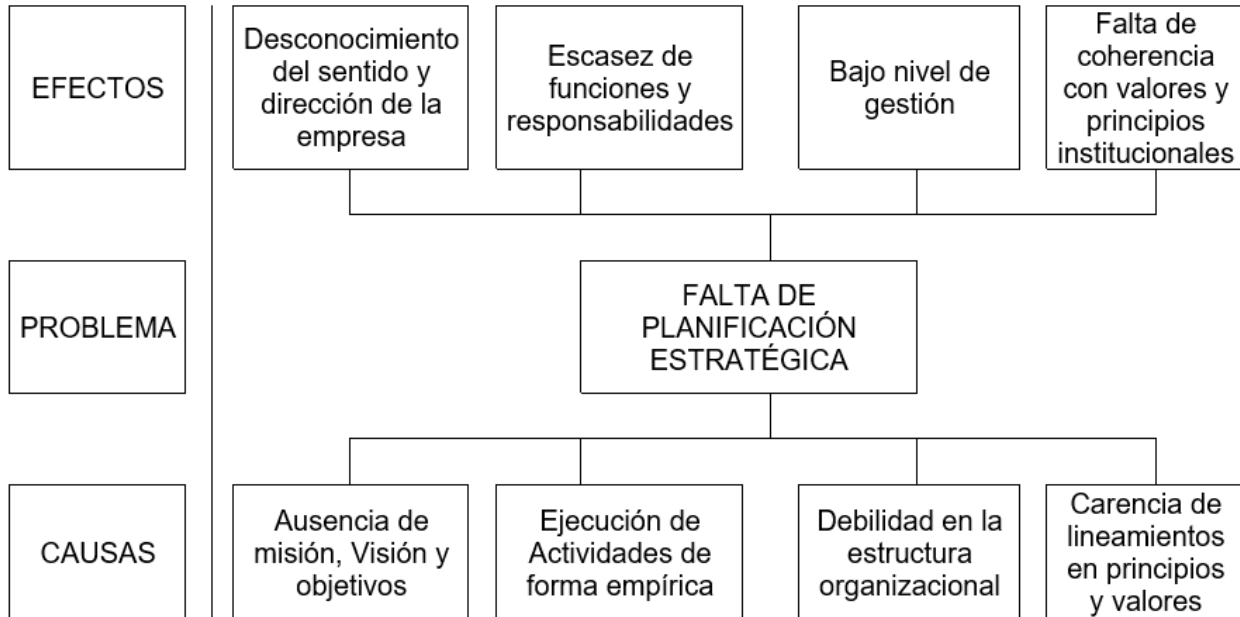 EFECTOS
Desconocimiento
del sentido y
dirección de la
empresa
Escasez de
funciones y
responsabilidades
Bajo nivel de
gestión
Falta de
coherencia
con valores y
principios
institucionales
PROBLEMA
FALTA DE
PLANIFICACIÓN
ESTRATÉGICA
CAUSAS
Ausencia de
misión, Visión y
objetivos
Ejecución de
Actividades de
forma empírica
Debilidad en la
estructura
organizacional
Carencia de
lineamientos
en principios
y valores